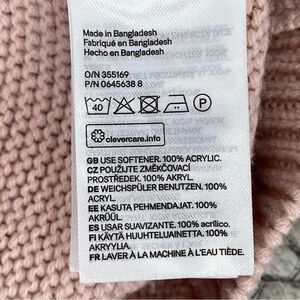 Made in Bangladesh
Fabriqué en Bangladesh
Hecho en Bangladesh
O/N 355169
P/N 0645638 8
40
P
clevercare.info
GB USE SOFTENER. 100% ACRYLIC.
CZ POUŽIJTE ZMĚKČOVACÍ
PROSTŘEDEK. 100% AKRYL.
DE WEICHSPÜLER BENUTZEN. 100%
ACRYL.
EE KASUTA PEHMENDAJAT. 100%
AKRÜÜL.
ES USAR SUAVIZANTE. 100% acrílico.
FI KÄYTÄ HUUHTELUAINETTA. 100%
AKRYYLIA.
FR LAVER À LA MACHINE À L'EAU TIÈDE.